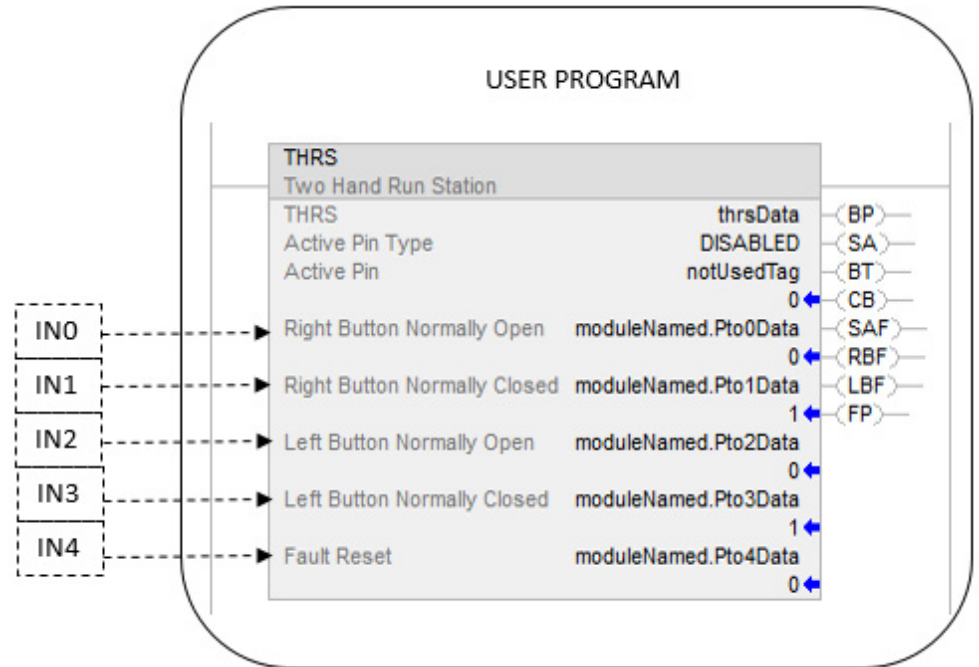 USER PROGRAM
THRS
Two Hand Run Station
THRS thrsData (BP)
Active Pin Type DISABLED (SA)
Active Pin notUsedTag (BT)
0 (CB)
IN0 Right Button Normally Open moduleNamed.Pto0Data (SAF)
0 (RBF)
IN1 Right Button Normally Closed moduleNamed.Pto1Data (LBF)
1 (FP)
IN2 Left Button Normally Open moduleNamed.Pto2Data
0
IN3 Left Button Normally Closed moduleNamed.Pto3Data
1
IN4 Fault Reset moduleNamed.Pto4Data
0